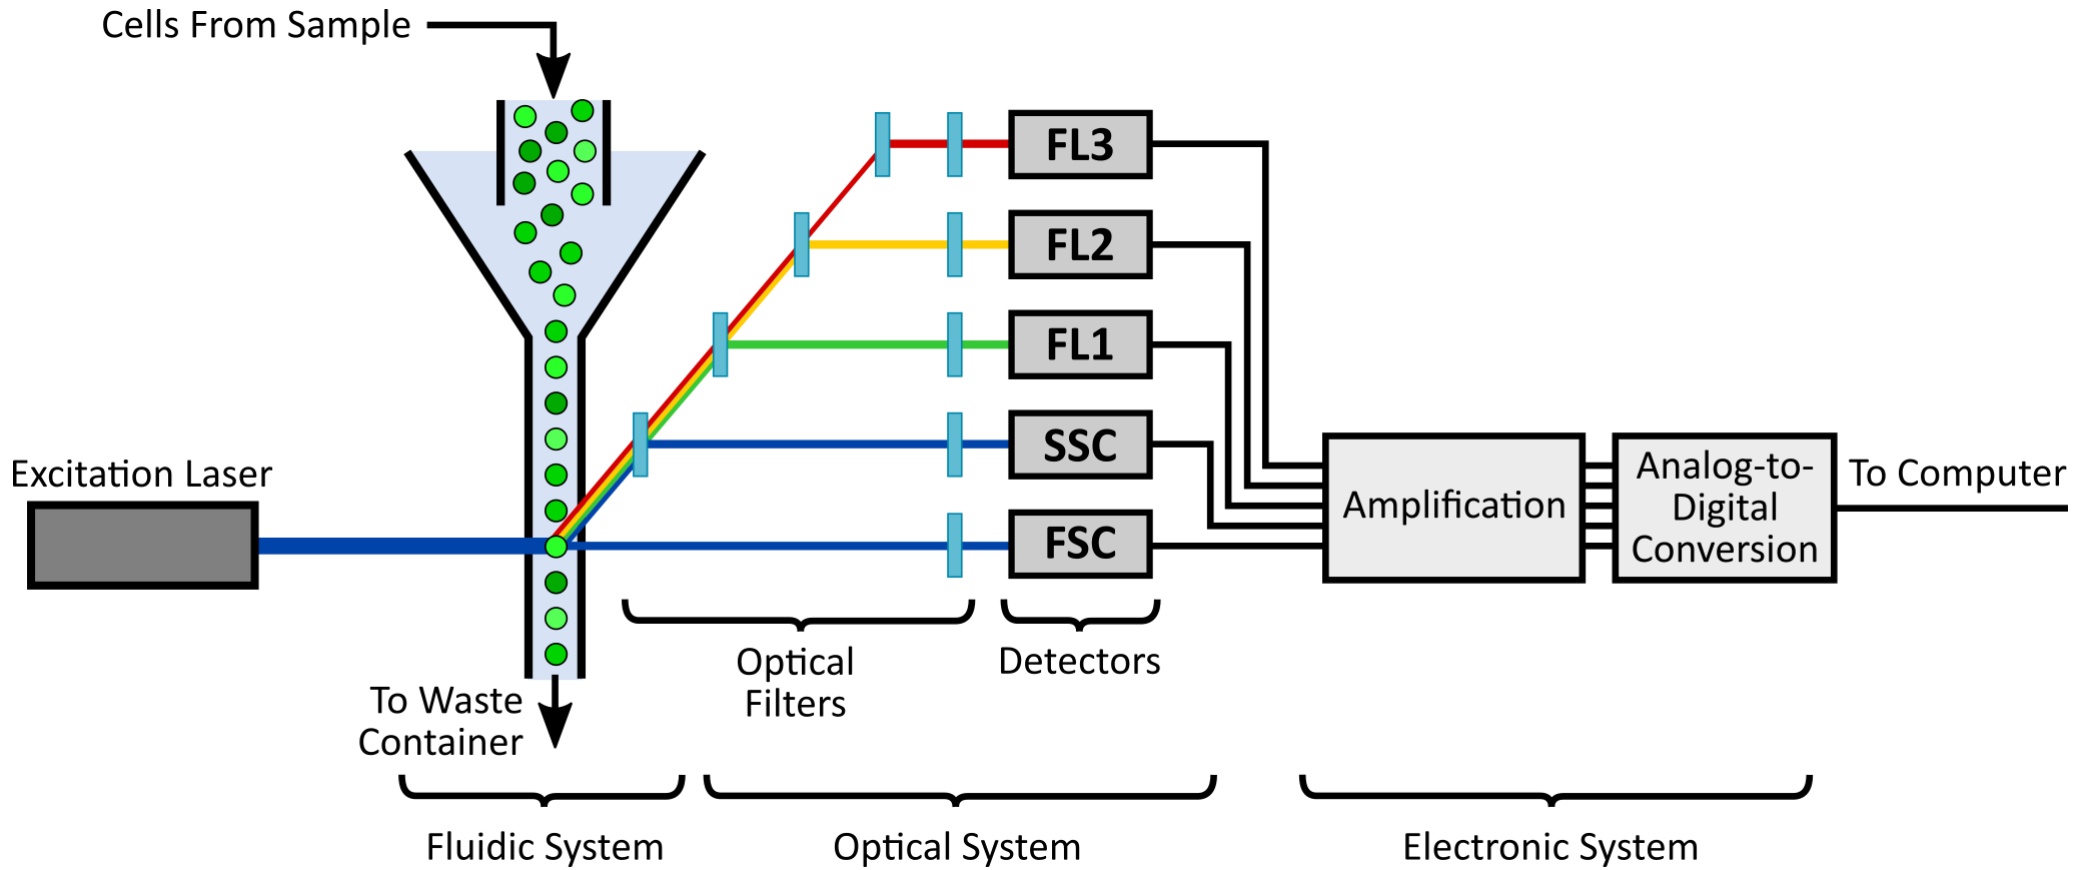 Cells From Sample
FL3
FL2
FL1
SSC
FSC
Excitation Laser
Amplification
Analog-to-
Digital
Conversion
To Computer
Optical
Filters
Detectors
To Waste
Container
Fluidic System
Optical System
Electronic System